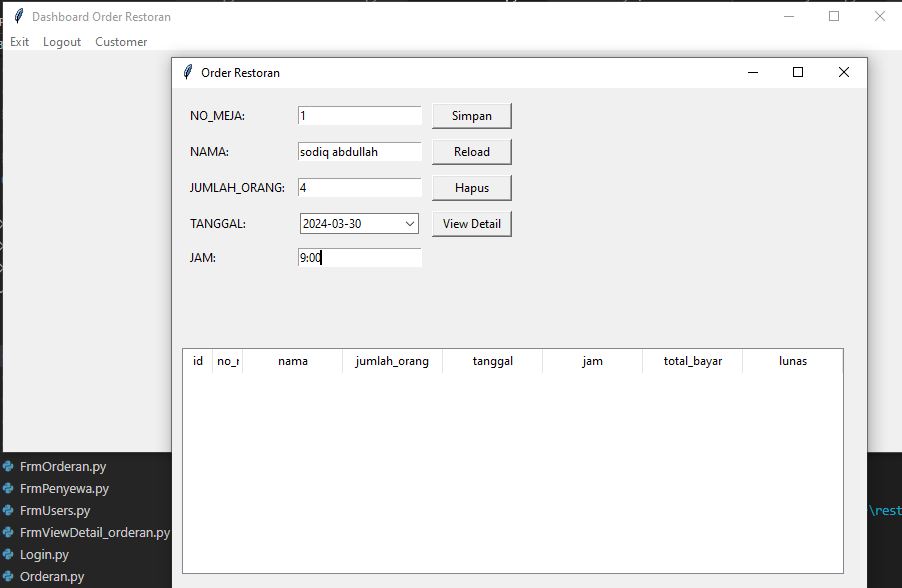 Dashboard Order Restoran
Exit Logout Customer
Order Restoran
NO_MEJA: 1 Simpan
NAMA: sodiq abdullah Reload
JUMLAH_ORANG: 4 Hapus
TANGGAL: 2024-03-30 View Detail
JAM: 9:00
id no_r nama jumlah_orang tanggal jam total_bayar lunas
FrmOrderan.py
FrmPenyewa.py
FrmUsers.py
\rest
FrmViewDetail_orderan.py
Login.py
Orderan.py